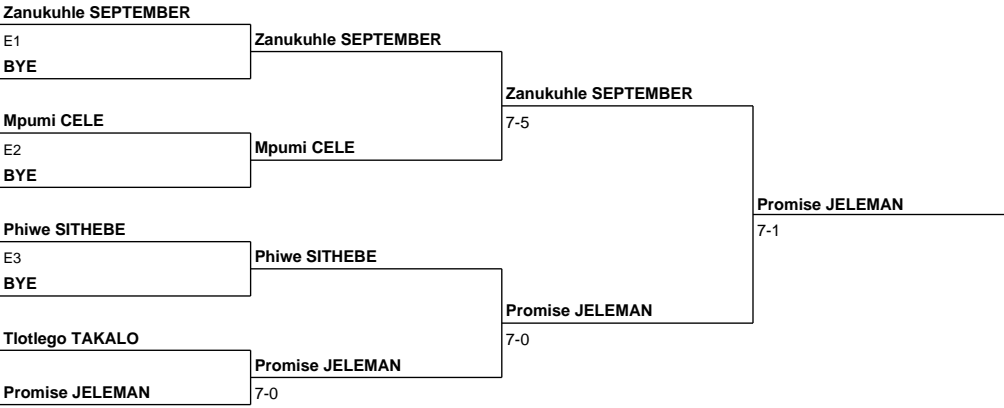 Zanukuhle SEPTEMBER
E1
BYE
Zanukuhle SEPTEMBER
Mpumi CELE
E2
BYE
Mpumi CELE
Zanukuhle SEPTEMBER
7-5
Phiwe SITHEBE
E3
BYE
Phiwe SITHEBE
Tlotlego TAKALO
Promise JELEMAN
Promise JELEMAN
7-0
Promise JELEMAN
7-0
Promise JELEMAN
7-1